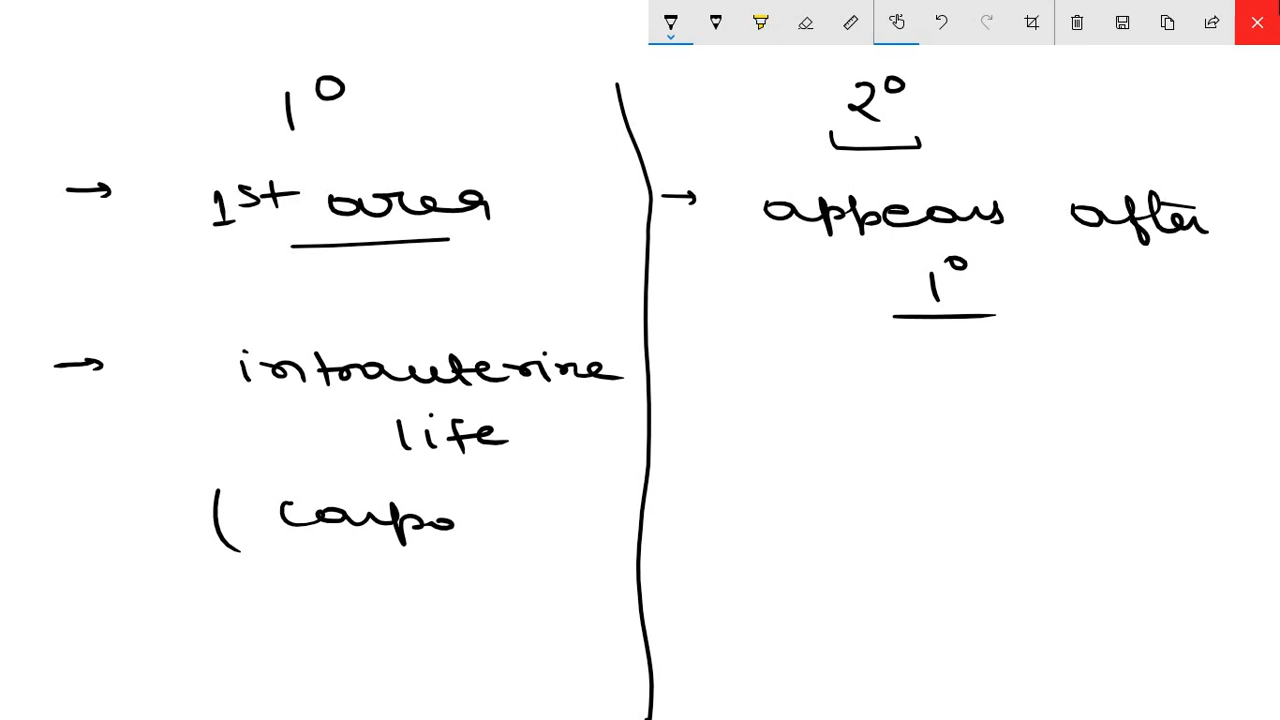 1°
→ 1st area
→ intrauterine
life
( carpo
2°
→ appears after
1°